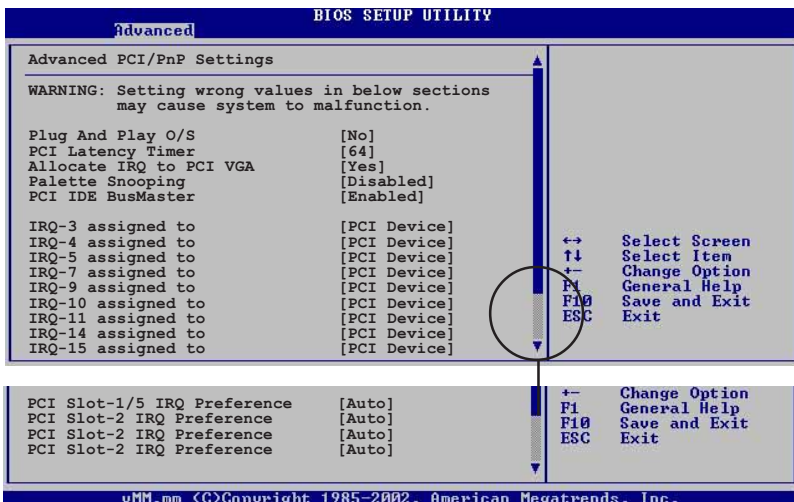 BIOS SETUP UTILITY
Advanced
Advanced PCI/PnP Settings
WARNING: Setting wrong values in below sections
may cause system to malfunction.
Plug And Play O/S [No]
PCI Latency Timer [64]
Allocate IRQ to PCI VGA [Yes]
Palette Snooping [Disabled]
PCI IDE BusMaster [Enabled]
IRQ-3 assigned to [PCI Device]
IRQ-4 assigned to [PCI Device]
IRQ-5 assigned to [PCI Device]
IRQ-7 assigned to [PCI Device]
IRQ-9 assigned to [PCI Device]
IRQ-10 assigned to [PCI Device]
IRQ-11 assigned to [PCI Device]
IRQ-14 assigned to [PCI Device]
IRQ-15 assigned to [PCI Device]
←→ Select Screen
↑↓ Select Item
+- Change Option
F1 General Help
F10 Save and Exit
ESC Exit
PCI Slot-1/5 IRQ Preference [Auto]
PCI Slot-2 IRQ Preference [Auto]
PCI Slot-2 IRQ Preference [Auto]
PCI Slot-2 IRQ Preference [Auto]
+- Change Option
F1 General Help
F10 Save and Exit
ESC Exit
vMM.mm (C)Copyright 1985-2002, American Megatrends, Inc.